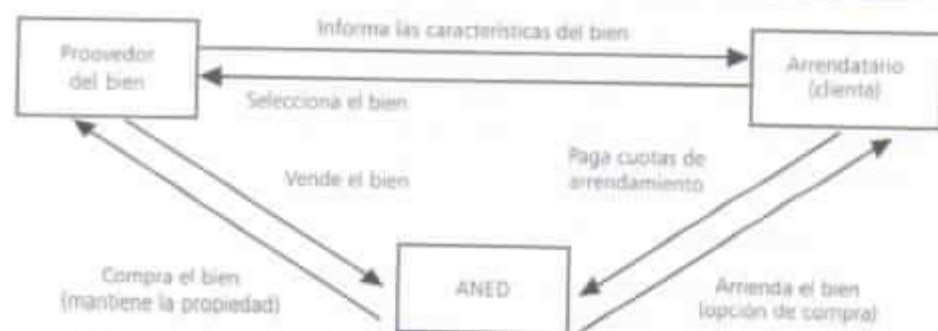 Informa las características del bien
Proovedor
del bien
Arrendatario
(cliente)
Selecciona el bien
Vende el bien
Paga cuotas de
arrendamiento
Compra el bien
(mantiene la propiedad)
ANED
Arrienda el bien
(opción de compra)